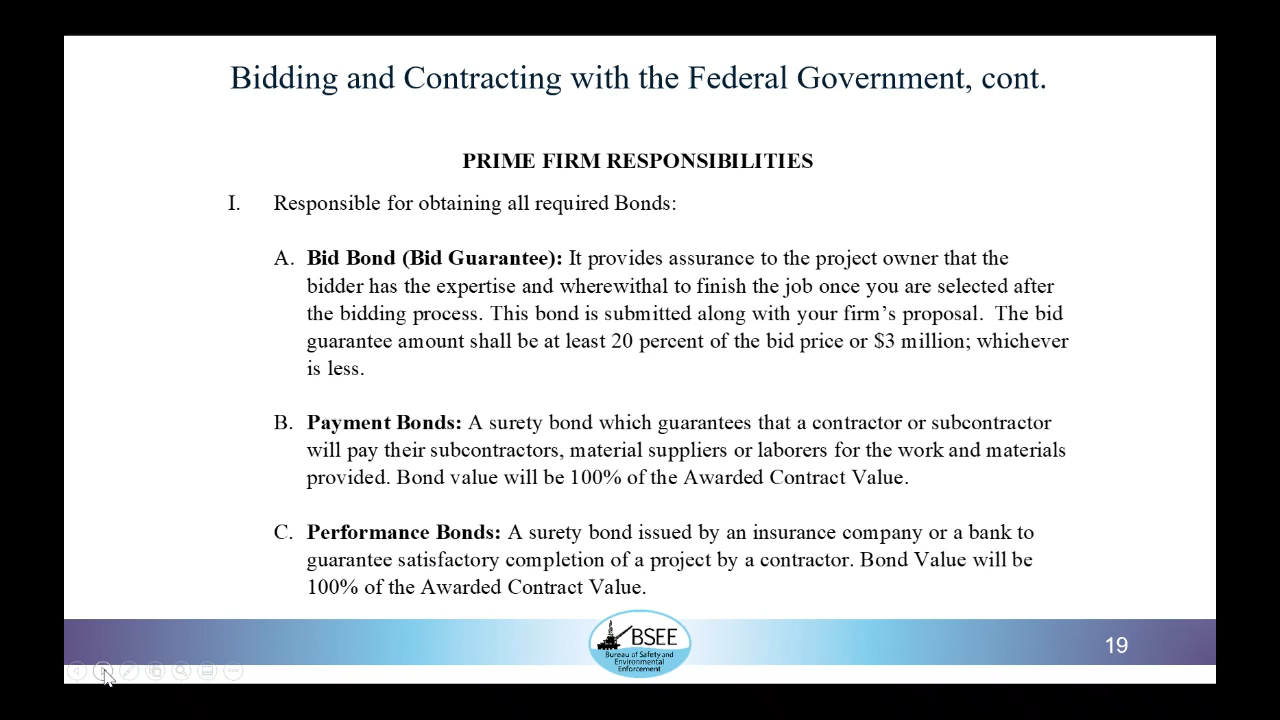 Bidding and Contracting with the Federal Government, cont.
PRIME FIRM RESPONSIBILITIES
I. Responsible for obtaining all required Bonds:
A. Bid Bond (Bid Guarantee): It provides assurance to the project owner that the
bidder has the expertise and wherewithal to finish the job once you are selected after
the bidding process. This bond is submitted along with your firm’s proposal. The bid
guarantee amount shall be at least 20 percent of the bid price or $3 million; whichever
is less.
B. Payment Bonds: A surety bond which guarantees that a contractor or subcontractor
will pay their subcontractors, material suppliers or laborers for the work and materials
provided. Bond value will be 100% of the Awarded Contract Value.
C. Performance Bonds: A surety bond issued by an insurance company or a bank to
guarantee satisfactory completion of a project by a contractor. Bond Value will be
100% of the Awarded Contract Value.
BSEE
Bureau of Safety and
Environmental
Enforcement
19